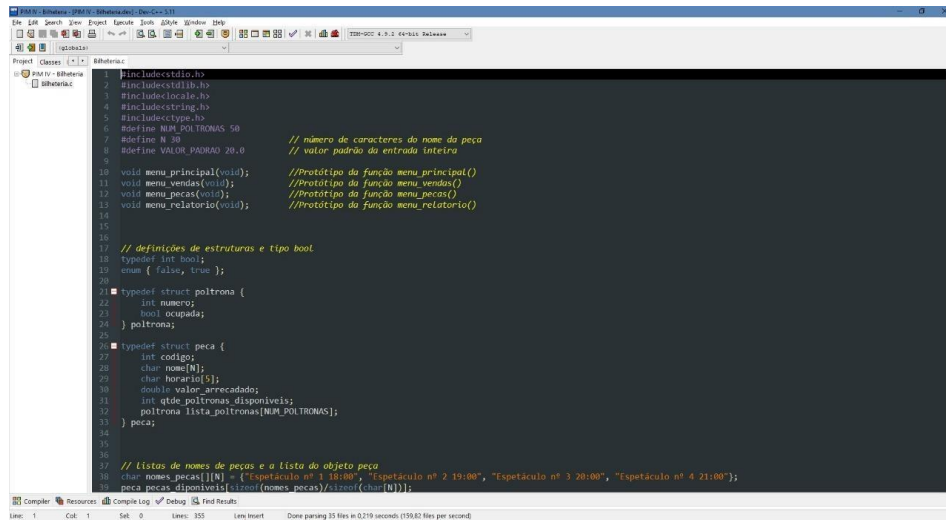 PIM IV - Bilheteria - [PIM IV - Bilheteria.dev] - Dev-C++ 5.11
File Edit Search View Project Execute Tools AStyle Window Help
TDM-GCC 4.9.2 64-bit Release
(globals)
Project Classes
Bilheteria.c
PIM IV - Bilheteria
Bilheteria.c
1 #include<stdio.h>
2 #include<stdlib.h>
3 #include<locale.h>
4 #include<string.h>
5 #include<ctype.h>
6 #define NUM_POLTRONAS 50
7 #define N 30 // número de caracteres do nome da peça
8 #define VALOR_PADRAO 20.0 // valor padrão da entrada inteira
9
10 void menu_principal(void); //Protótipo da função menu_principal()
11 void menu_vendas(void); //Protótipo da função menu_vendas()
12 void menu_pecas(void); //Protótipo da função menu_pecas()
13 void menu_relatorio(void); //Protótipo da função menu_relatorio()
14
15
16
17 // definições de estruturas e tipo bool
18 typedef int bool;
19 enum { false, true };
20
21 typedef struct poltrona {
22 int numero;
23 bool ocupada;
24 } poltrona;
25
26 typedef struct peca {
27 int codigo;
28 char nome[N];
29 char horario[5];
30 double valor_arrecadado;
31 int qtde_poltronas_disponiveis;
32 poltrona lista_poltronas[NUM_POLTRONAS];
33 } peca;
34
35
36
37 // listas de nomes de peças e a lista do objeto peça
38 char nomes_pecas[][N] = {"Espetáculo nº 1 18:00", "Espetáculo nº 2 19:00", "Espetáculo nº 3 20:00", "Espetáculo nº 4 21:00"};
39 peca pecas_diponiveis[sizeof(nomes_pecas)/sizeof(char[N])];
Compiler Resources Compile Log Debug Find Results
Line: 1 Col: 1 Sel: 0 Lines: 355 Insert Done parsing 35 files in 0,219 seconds (159,82 files per second)